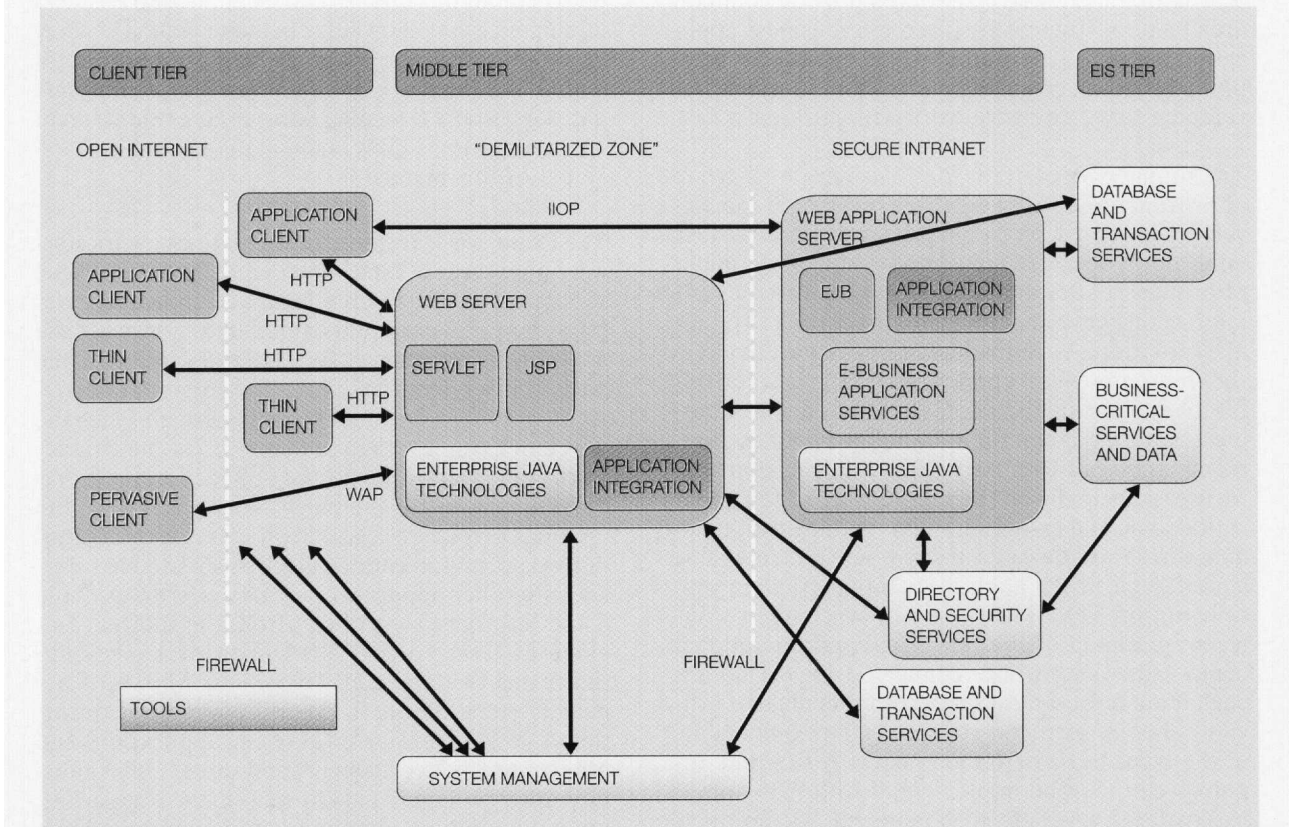 CLIENT TIER
MIDDLE TIER
EIS TIER
OPEN INTERNET
"DEMILITARIZED ZONE"
SECURE INTRANET
APPLICATION
CLIENT
IIOP
WEB APPLICATION
SERVER
DATABASE
AND
TRANSACTION
SERVICES
APPLICATION
CLIENT
HTTP
HTTP
WEB SERVER
EJB
APPLICATION
INTEGRATION
THIN
CLIENT
HTTP
SERVLET
JSP
E-BUSINESS
APPLICATION
SERVICES
THIN
CLIENT
HTTP
BUSINESS-
CRITICAL
SERVICES
AND DATA
PERVASIVE
CLIENT
WAP
ENTERPRISE JAVA
TECHNOLOGIES
APPLICATION
INTEGRATION
ENTERPRISE JAVA
TECHNOLOGIES
DIRECTORY
AND SECURITY
SERVICES
FIREWALL
FIREWALL
TOOLS
DATABASE AND
TRANSACTION
SERVICES
SYSTEM MANAGEMENT